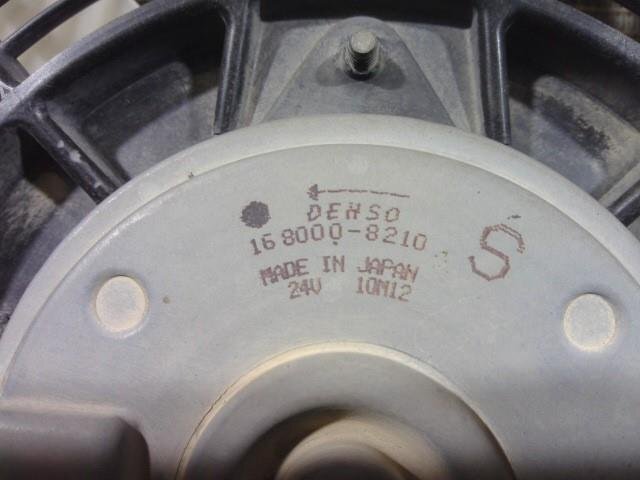 DENSO
168000-8210
S
MADE IN JAPAN
24V 10M12